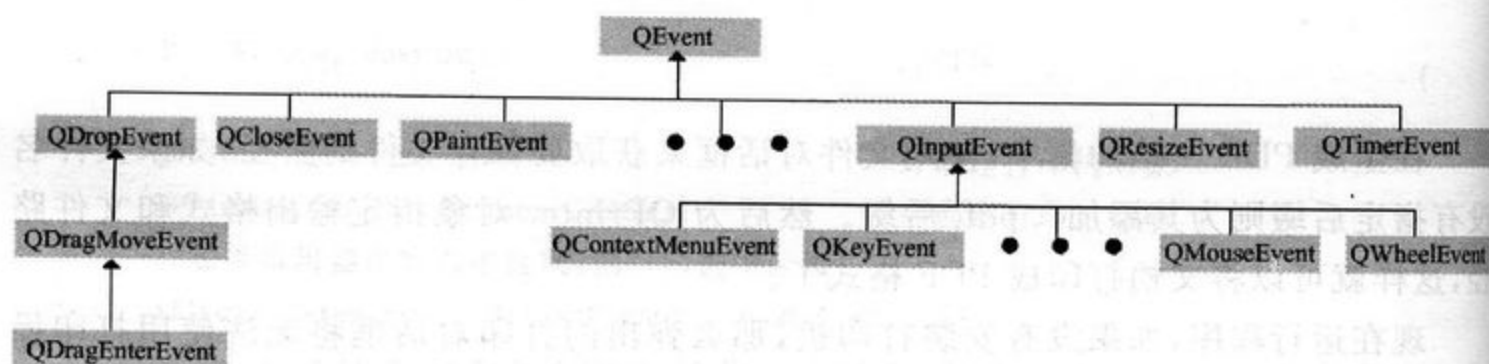 QEvent
QDropEvent QCloseEvent QPaintEvent QInputEvent QResizeEvent QTimerEvent
QDragMoveEvent QContextMenuEvent QKeyEvent QMouseEvent QWheelEvent
QDragEnterEvent